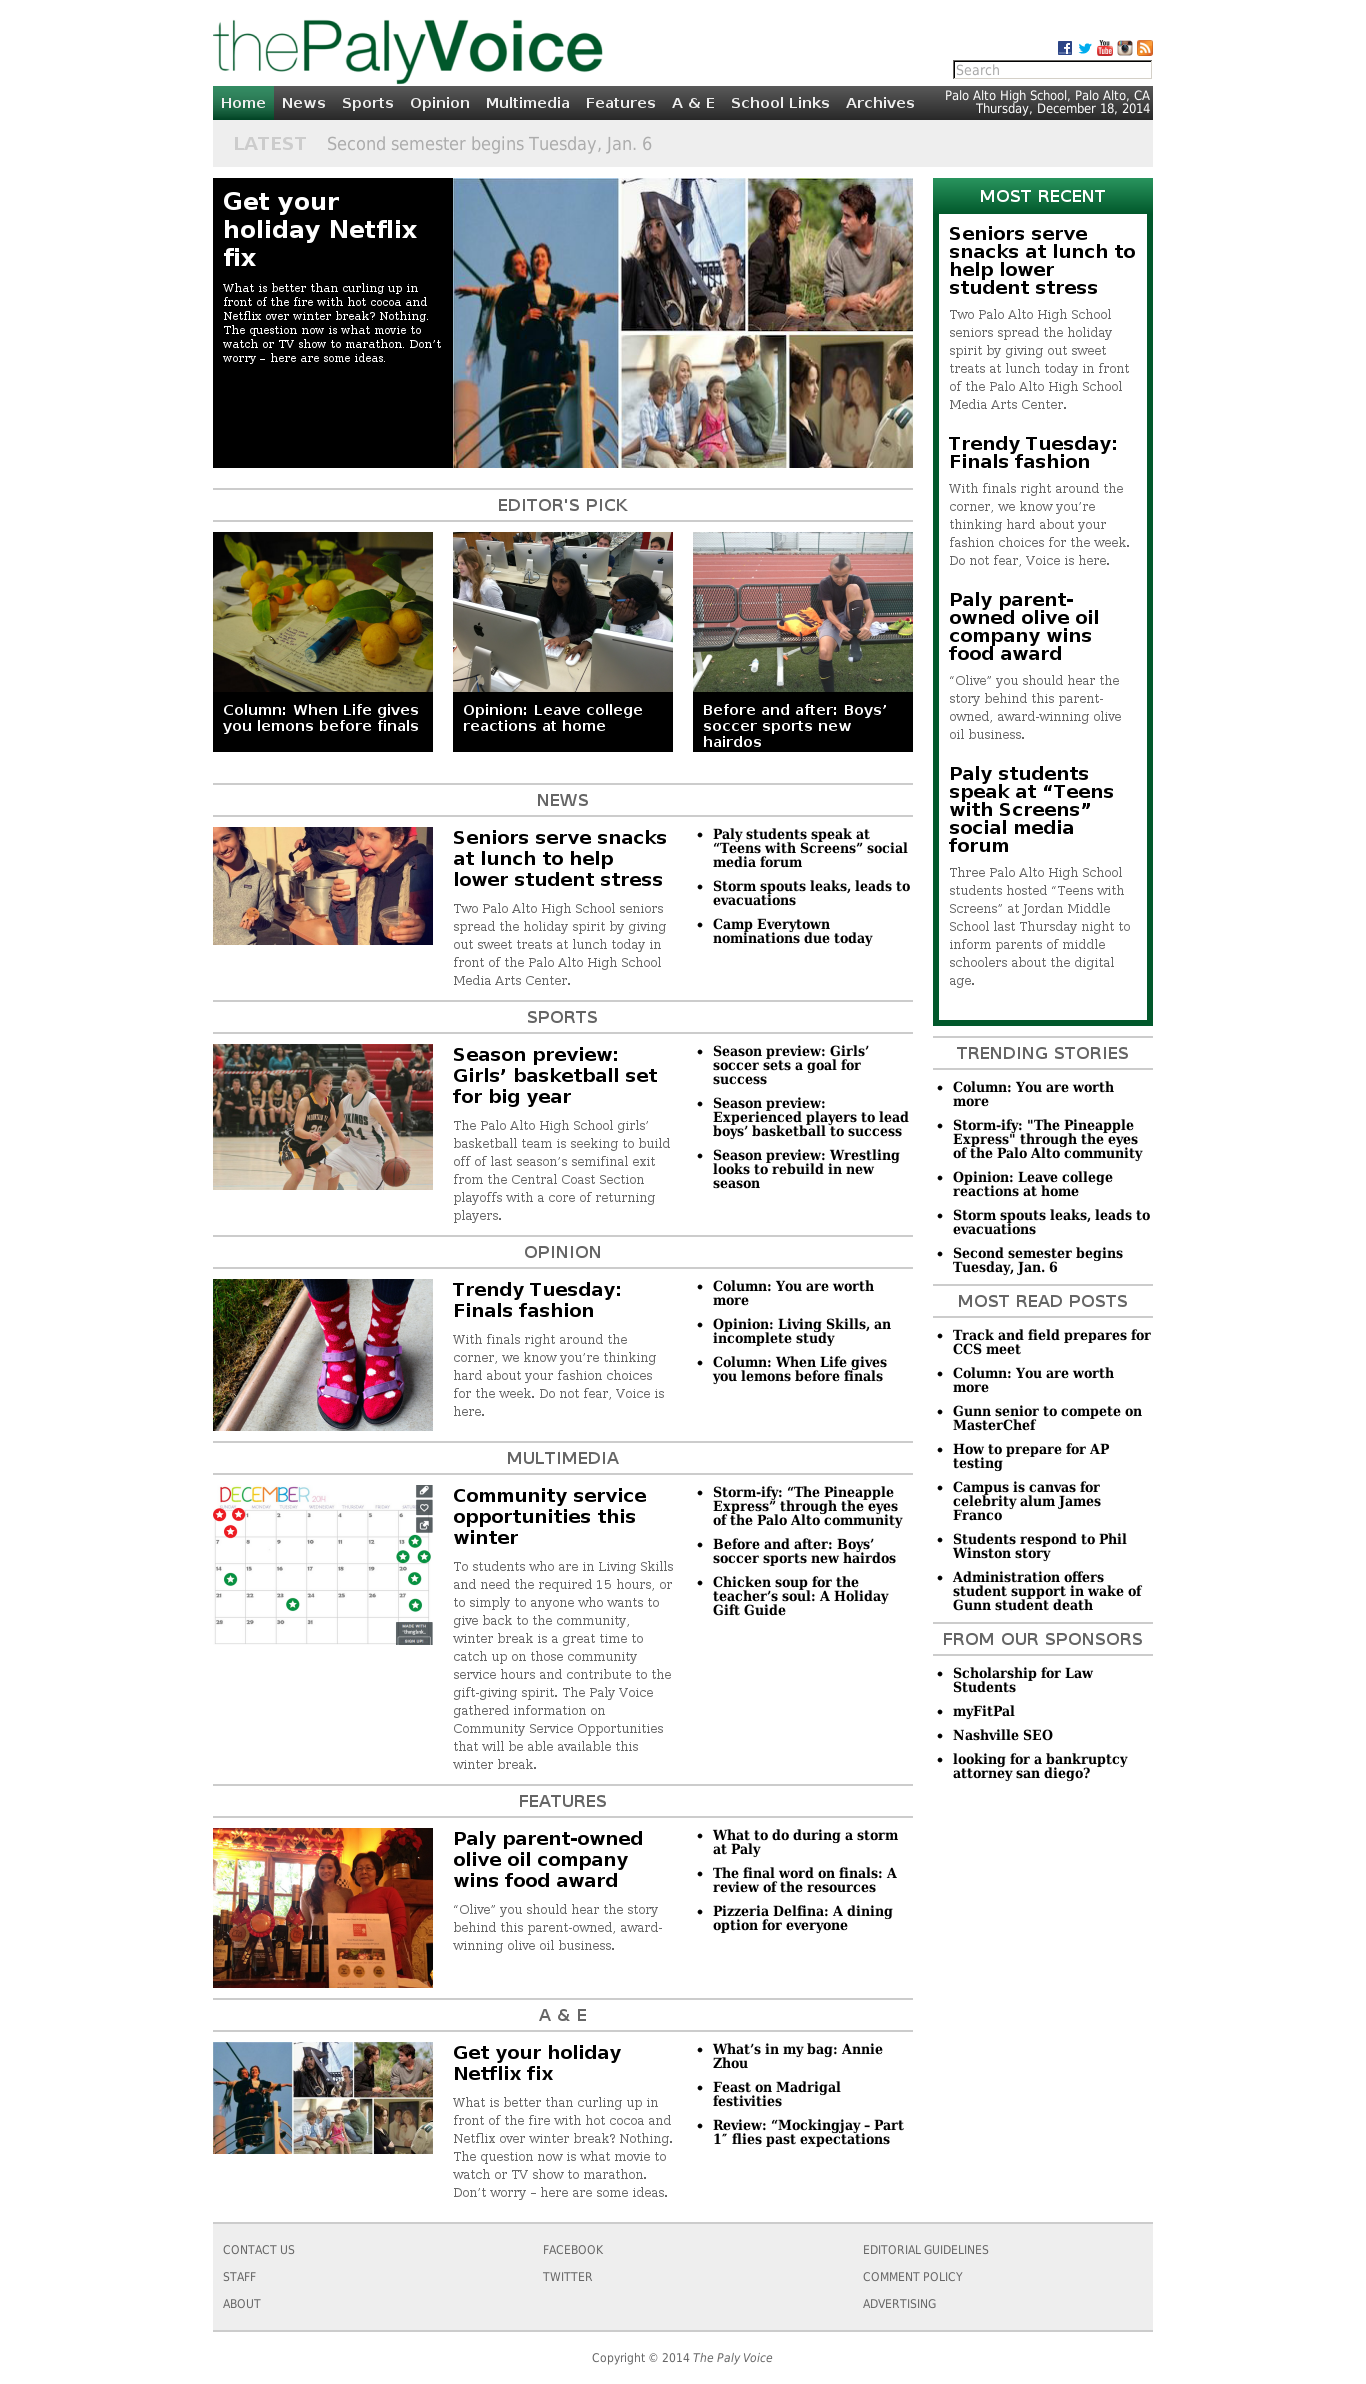 thePalyVoice
Search
Home News Sports Opinion Multimedia Features A & E School Links Archives
Palo Alto High School, Palo Alto, CA
Thursday, December 18, 2014
LATEST Second semester begins Tuesday, Jan. 6
Get your
holiday Netflix
fix
What is better than curling up in
front of the fire with hot cocoa and
Netflix over winter break? Nothing.
The question now is what movie to
watch or TV show to marathon. Don’t
worry – here are some ideas.
EDITOR'S PICK
Column: When Life gives
you lemons before finals
Opinion: Leave college
reactions at home
Before and after: Boys’
soccer sports new
hairdos
NEWS
Seniors serve snacks
at lunch to help
lower student stress
Two Palo Alto High School seniors
spread the holiday spirit by giving
out sweet treats at lunch today in
front of the Palo Alto High School
Media Arts Center.
Paly students speak at
“Teens with Screens” social
media forum
Storm spouts leaks, leads to
evacuations
Camp Everytown
nominations due today
SPORTS
Season preview:
Girls’ basketball set
for big year
The Palo Alto High School girls’
basketball team is seeking to build
off of last season’s semifinal exit
from the Central Coast Section
playoffs with a core of returning
players.
Season preview: Girls’
soccer sets a goal for
success
Season preview:
Experienced players to lead
boys’ basketball to success
Season preview: Wrestling
looks to rebuild in new
season
OPINION
Trendy Tuesday:
Finals fashion
With finals right around the
corner, we know you’re thinking
hard about your fashion choices
for the week. Do not fear, Voice is
here.
Column: You are worth
more
Opinion: Living Skills, an
incomplete study
Column: When Life gives
you lemons before finals
MULTIMEDIA
DECEMBER 2014
Community service
opportunities this
winter
To students who are in Living Skills
and need the required 15 hours, or
to simply to anyone who wants to
give back to the community,
winter break is a great time to
catch up on those community
service hours and contribute to the
gift-giving spirit. The Paly Voice
gathered information on
Community Service Opportunities
that will be able available this
winter break.
Storm-ify: “The Pineapple
Express” through the eyes
of the Palo Alto community
Before and after: Boys’
soccer sports new hairdos
Chicken soup for the
teacher’s soul: A Holiday
Gift Guide
FEATURES
Paly parent-owned
olive oil company
wins food award
“Olive” you should hear the story
behind this parent-owned, award-
winning olive oil business.
What to do during a storm
at Paly
The final word on finals: A
review of the resources
Pizzeria Delfina: A dining
option for everyone
A & E
Get your holiday
Netflix fix
What is better than curling up in
front of the fire with hot cocoa and
Netflix over winter break? Nothing.
The question now is what movie to
watch or TV show to marathon.
Don’t worry – here are some ideas.
What’s in my bag: Annie
Zhou
Feast on Madrigal
festivities
Review: “Mockingjay – Part
1″ flies past expectations
MOST RECENT
Seniors serve
snacks at lunch to
help lower
student stress
Two Palo Alto High School
seniors spread the holiday
spirit by giving out sweet
treats at lunch today in front
of the Palo Alto High School
Media Arts Center.
Trendy Tuesday:
Finals fashion
With finals right around the
corner, we know you’re
thinking hard about your
fashion choices for the week.
Do not fear, Voice is here.
Paly parent-
owned olive oil
company wins
food award
“Olive” you should hear the
story behind this parent-
owned, award-winning olive
oil business.
Paly students
speak at “Teens
with Screens”
social media
forum
Three Palo Alto High School
students hosted “Teens with
Screens” at Jordan Middle
School last Thursday night to
inform parents of middle
schoolers about the digital
age.
TRENDING STORIES
Column: You are worth
more
Storm-ify: "The Pineapple
Express" through the eyes
of the Palo Alto community
Opinion: Leave college
reactions at home
Storm spouts leaks, leads to
evacuations
Second semester begins
Tuesday, Jan. 6
MOST READ POSTS
Track and field prepares for
CCS meet
Column: You are worth
more
Gunn senior to compete on
MasterChef
How to prepare for AP
testing
Campus is canvas for
celebrity alum James
Franco
Students respond to Phil
Winston story
Administration offers
student support in wake of
Gunn student death
FROM OUR SPONSORS
Scholarship for Law
Students
myFitPal
Nashville SEO
looking for a bankruptcy
attorney san diego?
CONTACT US
STAFF
ABOUT
FACEBOOK
TWITTER
EDITORIAL GUIDELINES
COMMENT POLICY
ADVERTISING
Copyright © 2014 The Paly Voice